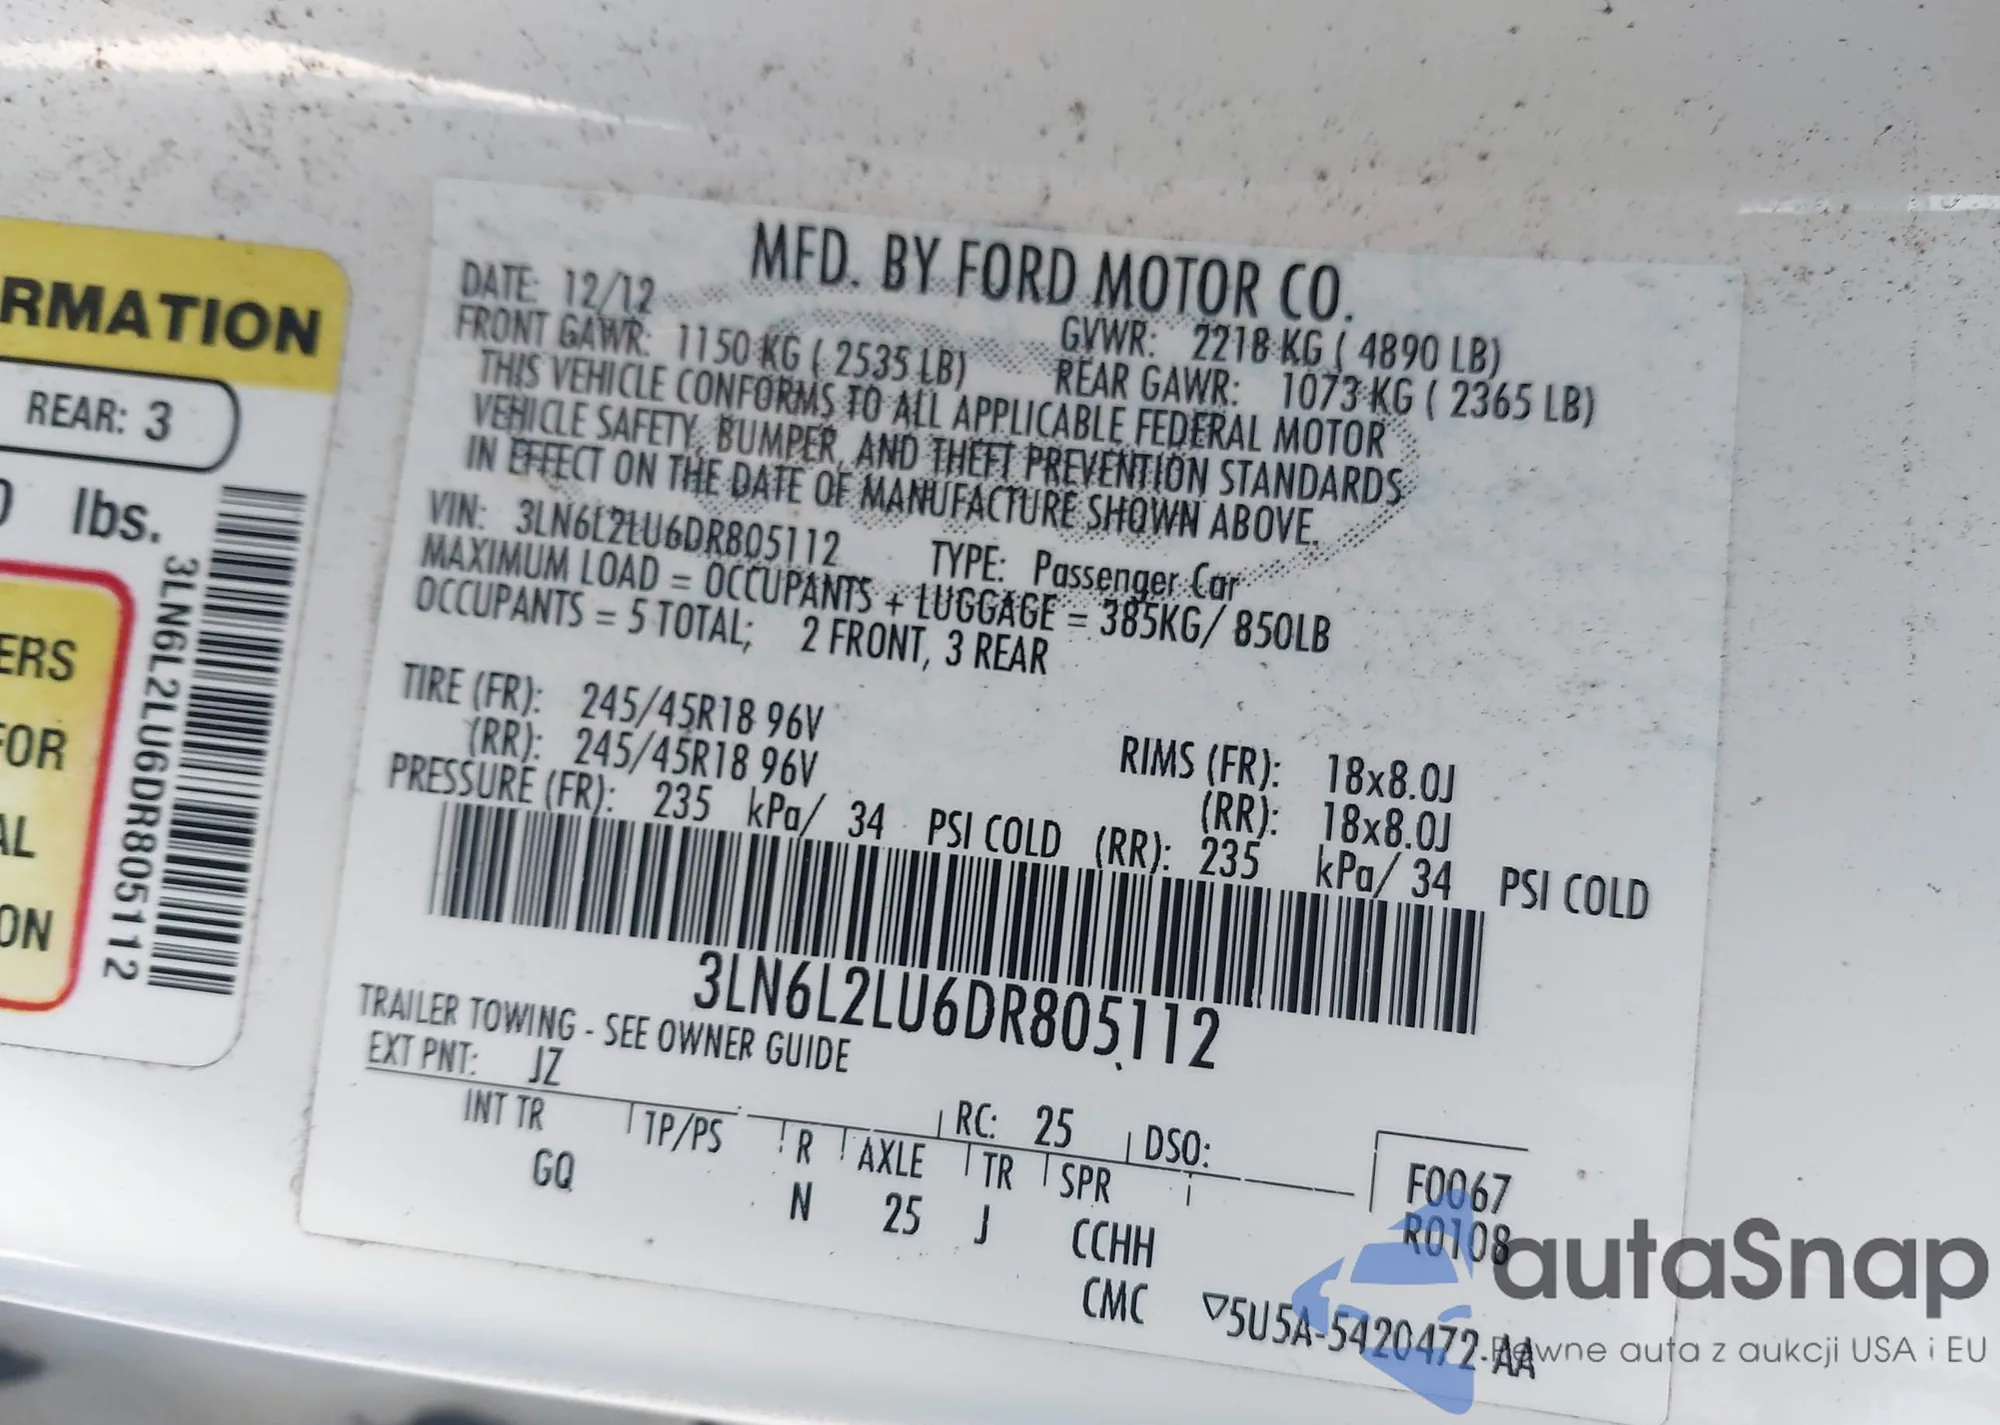 RMATION
REAR: 3
0 lbs.
ERS
FOR
AL
ON
3LN6L2LU6DR805112
MFD. BY FORD MOTOR CO.
DATE: 12/12
GVWR: 2218 KG ( 4890 LB)
FRONT GAWR: 1150 KG ( 2535 LB)
REAR GAWR: 1073 KG ( 2365 LB)
THIS VEHICLE CONFORMS TO ALL APPLICABLE FEDERAL MOTOR
VEHICLE SAFETY, BUMPER, AND THEFT PREVENTION STANDARDS
IN EFFECT ON THE DATE OF MANUFACTURE SHOWN ABOVE.
VIN: 3LN6L2LU6DR805112 TYPE: Passenger Car
MAXIMUM LOAD = OCCUPANTS + LUGGAGE = 385KG/ 850LB
OCCUPANTS = 5 TOTAL; 2 FRONT, 3 REAR
TIRE (FR): 245/45R18 96V RIMS (FR): 18x8.0J
(RR): 245/45R18 96V (RR): 18x8.0J
PRESSURE (FR): 235 kPa/ 34 PSI COLD (RR): 235 kPa/ 34 PSI COLD
3LN6L2LU6DR805112
TRAILER TOWING - SEE OWNER GUIDE
EXT PNT: JZ RC: 25 DSO:
INT TR TP/PS R AXLE TR SPR
GQ N 25 J CCHH
CMC
F0067
R0108
▽5U5A-5420472-AA
autaSnap
Pewne auta z aukcji USA i EU